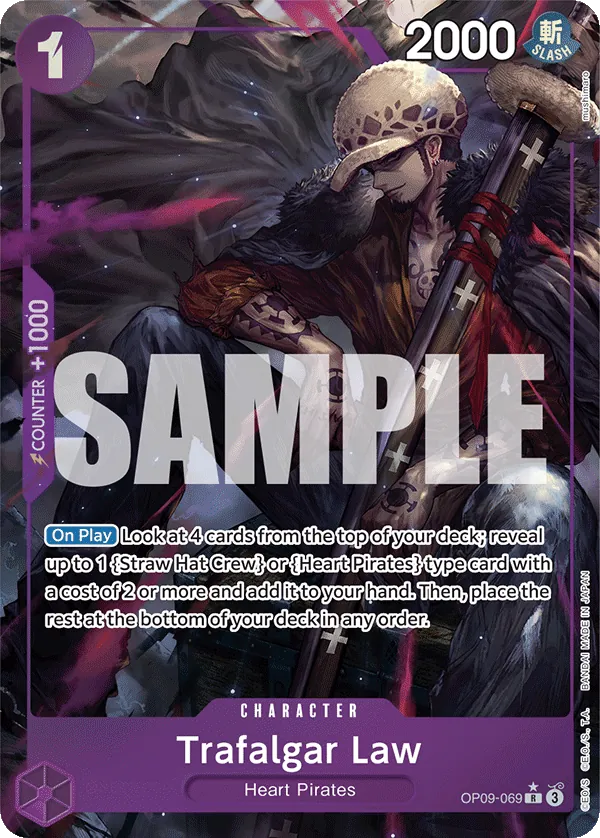 1
2000
斬
SLASH
mushimaro
COUNTER +1000
SAMPLE
On Play Look at 4 cards from the top of your deck; reveal
up to 1 {Straw Hat Crew} or {Heart Pirates} type card with
a cost of 2 or more and add it to your hand. Then, place the
rest at the bottom of your deck in any order.
CHARACTER
Trafalgar Law
Heart Pirates
OP09-069 R 3
©E.O/S ©E.O./S., T.A. BANDAI MADE IN JAPAN